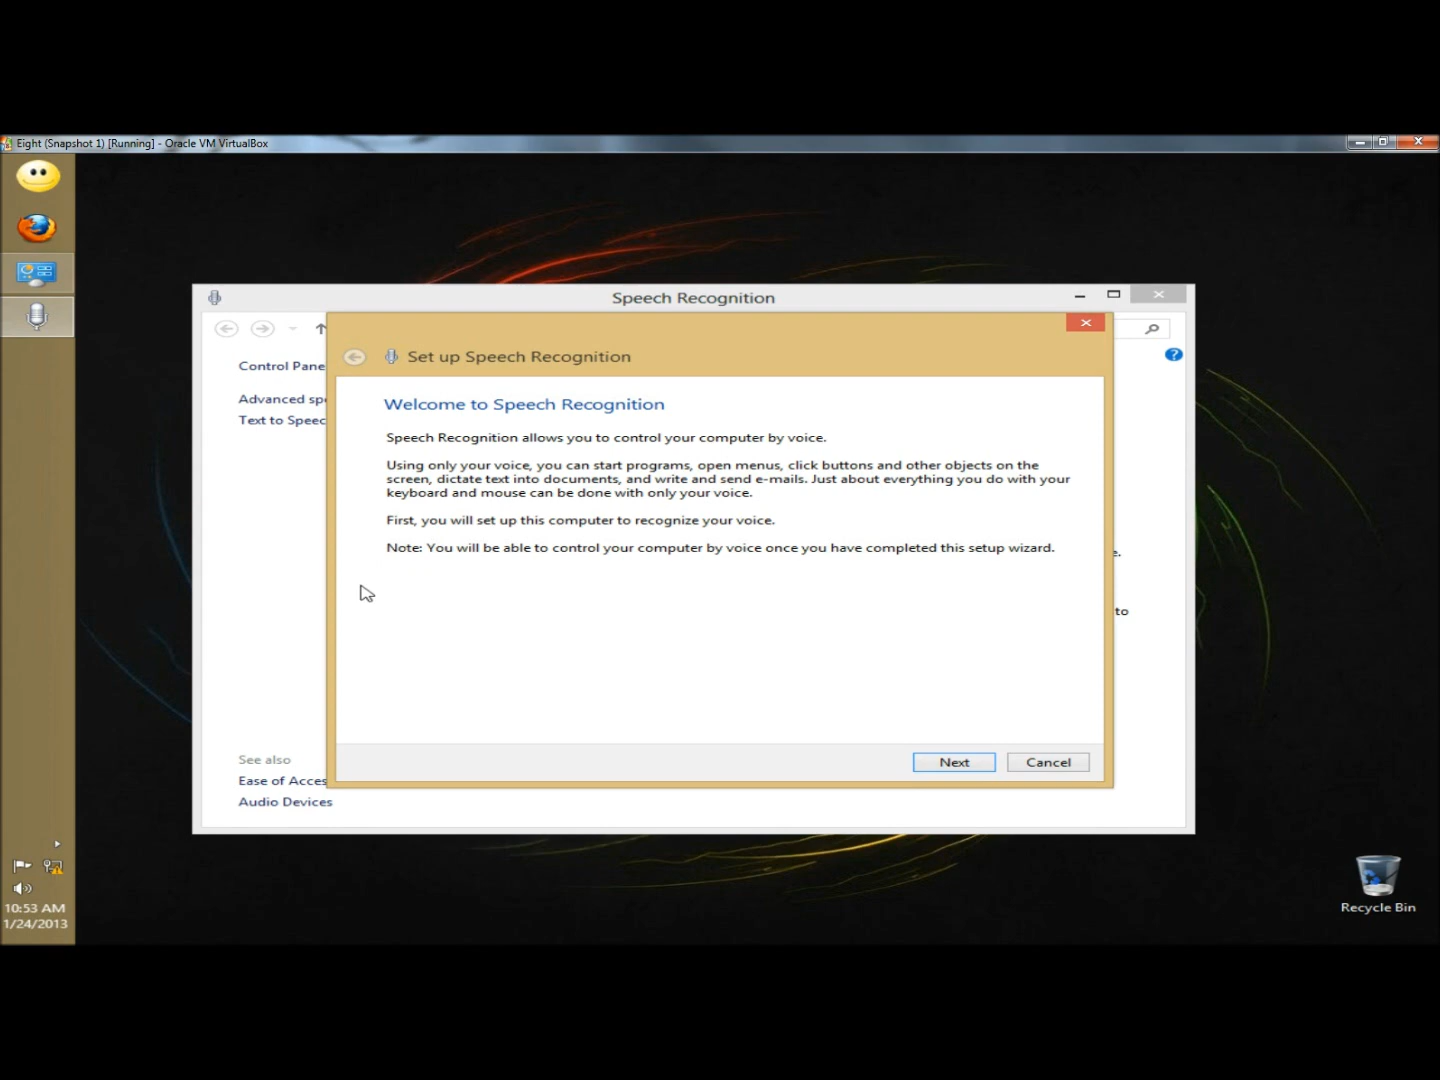 Eight (Snapshot 1) [Running] - Oracle VM VirtualBox
Speech Recognition
Set up Speech Recognition
Control Pane
Advanced sp
Text to Speec
Welcome to Speech Recognition
Speech Recognition allows you to control your computer by voice.
Using only your voice, you can start programs, open menus, click buttons and other objects on the
screen, dictate text into documents, and write and send e-mails. Just about everything you do with your
keyboard and mouse can be done with only your voice.
First, you will set up this computer to recognize your voice.
Note: You will be able to control your computer by voice once you have completed this setup wizard.
e.
to
See also
Ease of Acces
Audio Devices
Next
Cancel
10:53 AM
1/24/2013
Recycle Bin